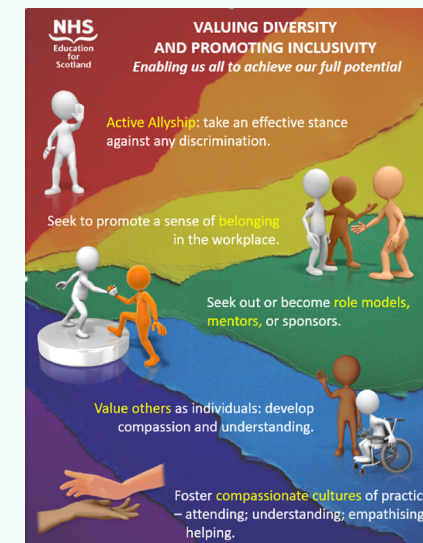 NHS
Education
for
Scotland
VALUING DIVERSITY
AND PROMOTING INCLUSIVITY
Enabling us all to achieve our full potential
Active Allyship: take an effective stance
against any discrimination.
Seek to promote a sense of belonging
in the workplace.
Seek out or become role models,
mentors, or sponsors.
Value others as individuals: develop
compassion and understanding.
Foster compassionate cultures of practic
– attending; understanding; empathising
helping.